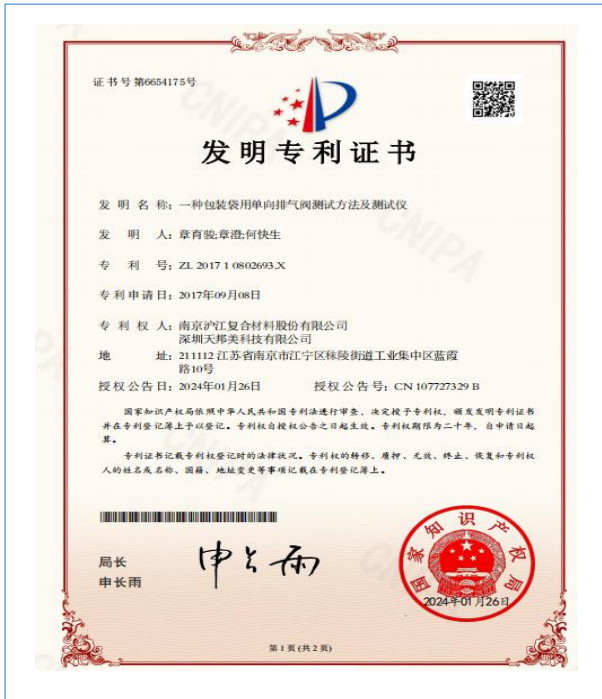 证书号第6654175号
发明专利证书
发 明 名 称：一种包装袋用单向排气阀测试方法及测试仪
发 明 人：章育骏;章澄;何快生
专 利 号：ZL 2017 1 0802693.X
专利申请日：2017年09月08日
专 利 权 人：南京沪江复合材料股份有限公司
深圳天邦美科技有限公司
地 址：211112 江苏省南京市江宁区秣陵街道工业集中区蓝霞
路10号
授权公告日：2024年01月26日 授权公告号：CN 107727329 B
国家知识产权局依照中华人民共和国专利法进行审查，决定授予专利权，颁发发明专利证书
并在专利登记簿上予以登记。专利权自授权公告之日起生效。专利权期限为二十年，自申请日起
算。
专利证书记载专利权登记时的法律状况。专利权的转移、质押、无效、终止、恢复和专利权
人的姓名或名称、国籍、地址变更等事项记载在专利登记簿上。
局长
申长雨
申长雨
国家知识产权局
2024年01月26日
第 1 页 (共 2 页)
CNIPA
CNIPA
CNIPA